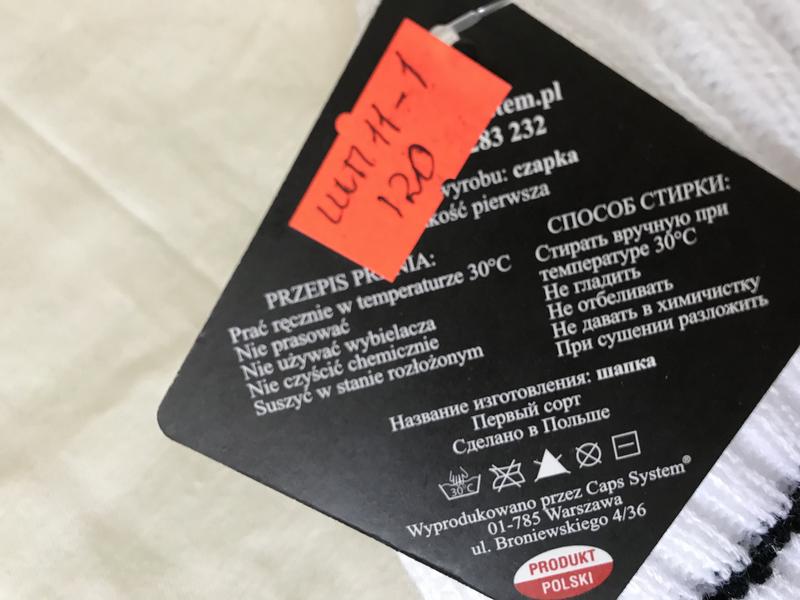 шип 11-1
120
tem.pl
283 232
wyrobu: czapka
kość pierwsza
PRZEPIS PRANIA:
Prać ręcznie w temperaturze 30°C
Nie prasować
Nie używać wybielacza
Nie czyścić chemicznie
Suszyć w stanie rozłożonym
СПОСОБ СТИРКИ:
Стирать вручную при
температуре 30°C
Не гладить
Не отбеливать
Не давать в химичистку
При сушении разложить
Название изготовления: шапка
Первый сорт
Сделано в Польше
30°C
Wyprodukowano przez Caps System®
01-785 Warszawa
ul. Broniewskiego 4/36
PRODUKT
POLSKI